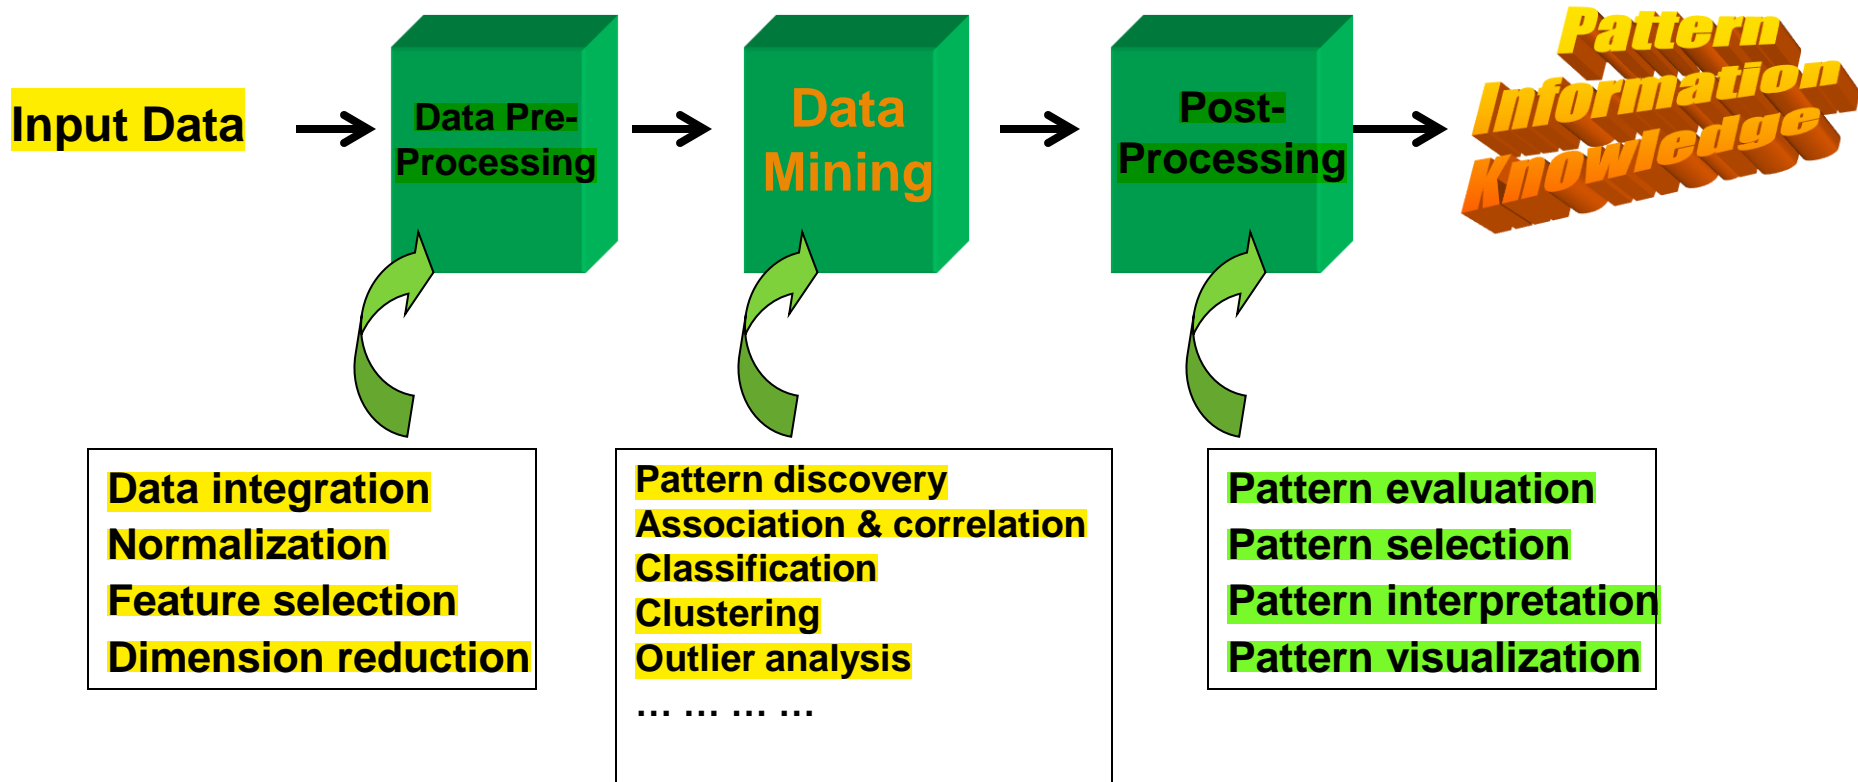 Input Data
Data Pre-
Processing
Data
Mining
Post-
Processing
Pattern
Information
Knowledge
Data integration
Normalization
Feature selection
Dimension reduction
Pattern discovery
Association & correlation
Classification
Clustering
Outlier analysis
… … … …
Pattern evaluation
Pattern selection
Pattern interpretation
Pattern visualization